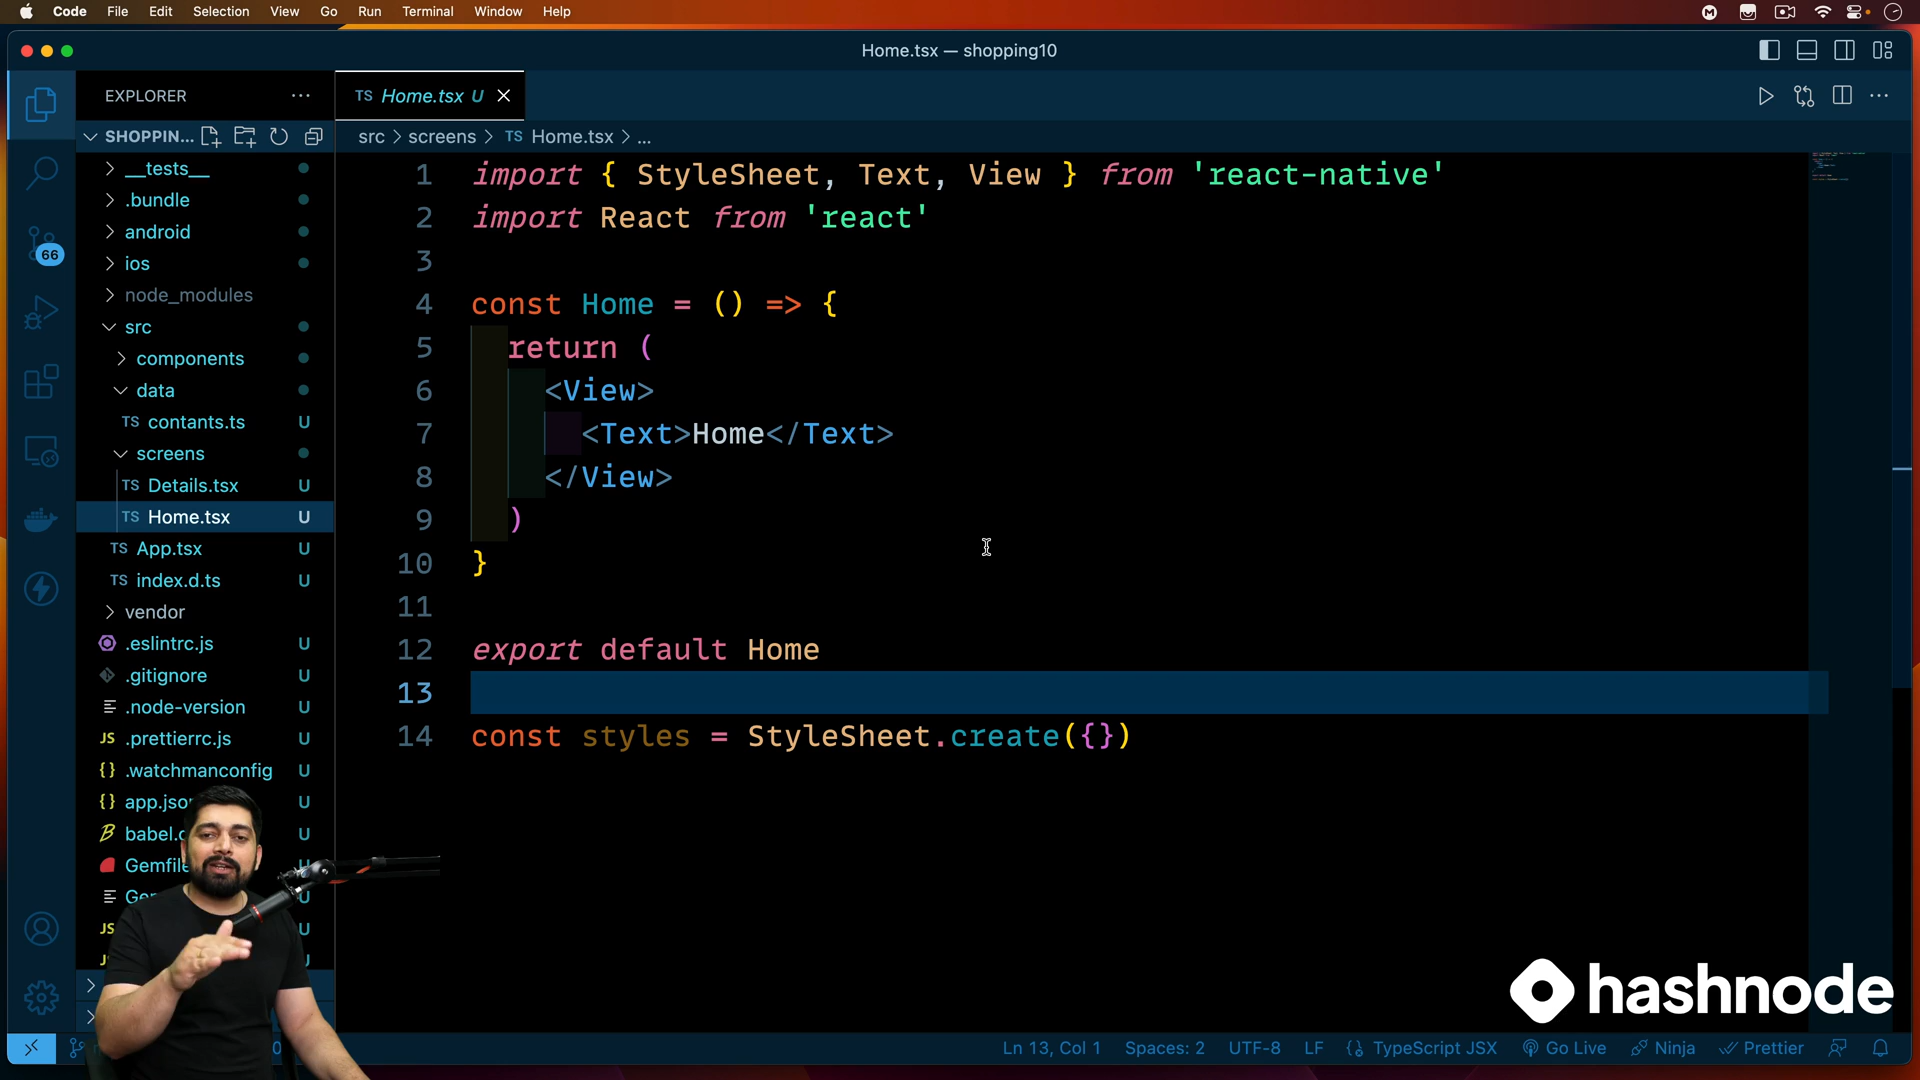 Code File Edit Selection View Go Run Terminal Window Help
Home.tsx — shopping10
EXPLORER
TS Home.tsx U
SHOPPIN...
src > screens > TS Home.tsx > ...
__tests__
.bundle
android
ios
66
node_modules
src
components
data
TS contants.ts U
screens
TS Details.tsx U
TS Home.tsx U
TS App.tsx U
TS index.d.ts U
vendor
.eslintrc.js U
.gitignore U
.node-version U
JS .prettierrc.js U
{} .watchmanconfig U
{} app.jso U
babel. U
Gemfile
JS U
1 import { StyleSheet, Text, View } from 'react-native'
2 import React from 'react'
3
4 const Home = () => {
5 return (
6 <View>
7 <Text>Home</Text>
8 </View>
9 )
10 }
11
12 export default Home
13
14 const styles = StyleSheet.create({})
hashnode
Ln 13, Col 1 Spaces: 2 UTF-8 LF TypeScript JSX Go Live Ninja Prettier